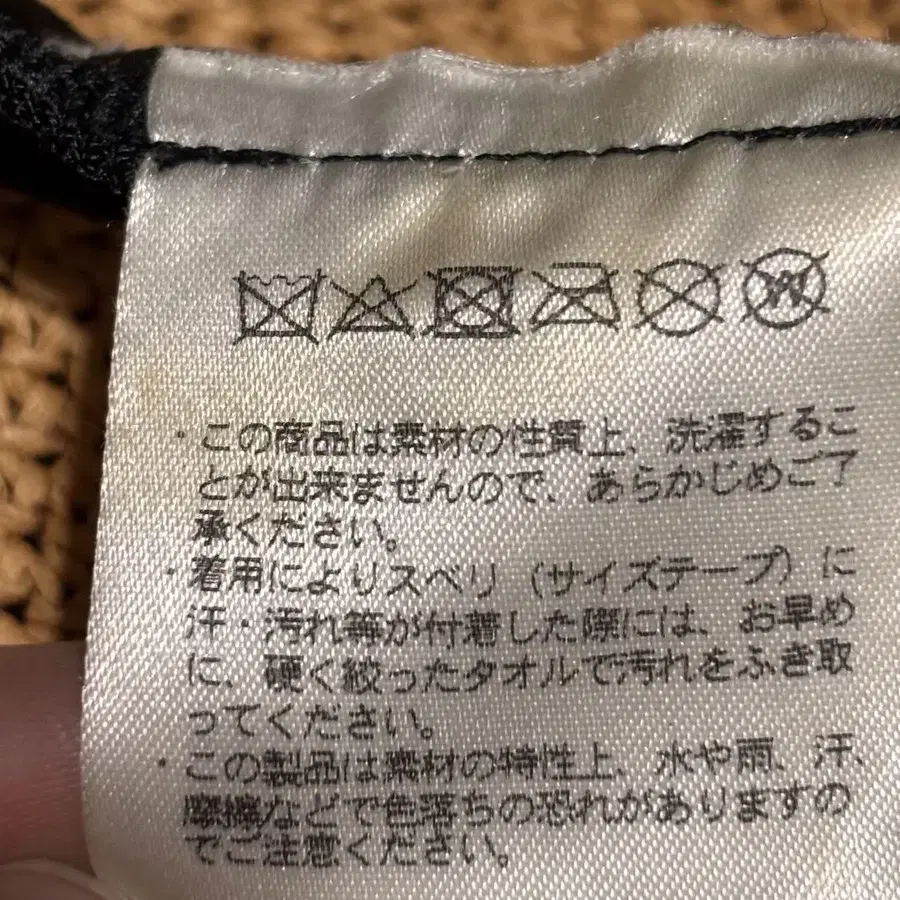 ・この商品は素材の性質上、洗濯するこ
とが出来ませんので、あらかじめご了
承ください。
・着用によりスベリ（サイズテープ）に
汗・汚れ等が付着した際には、お早め
に、硬く絞ったタオルで汚れをふき取
ってください。
・この製品は素材の特性上、水や雨、汗、
摩擦などで色落ちの恐れがありますの
でご注意ください。